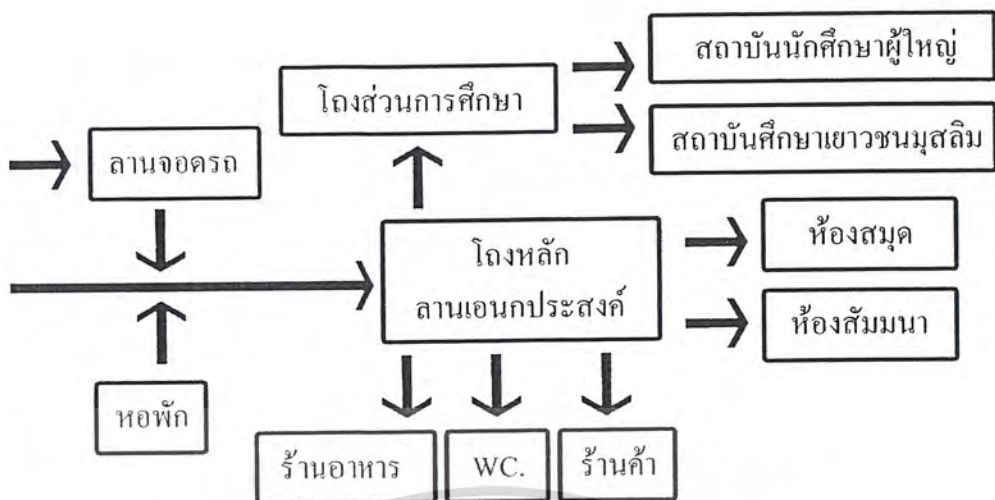 สถาบันนักศึกษาผู้ใหญ่
โถงส่วนการศึกษา
สถาบันศึกษาเยาวชนมุสลิม
ลานจอดรถ
โถงหลัก
ลานเอนกประสงค์
ห้องสมุด
ห้องสัมมนา
หอพัก
ร้านอาหาร
WC.
ร้านค้า